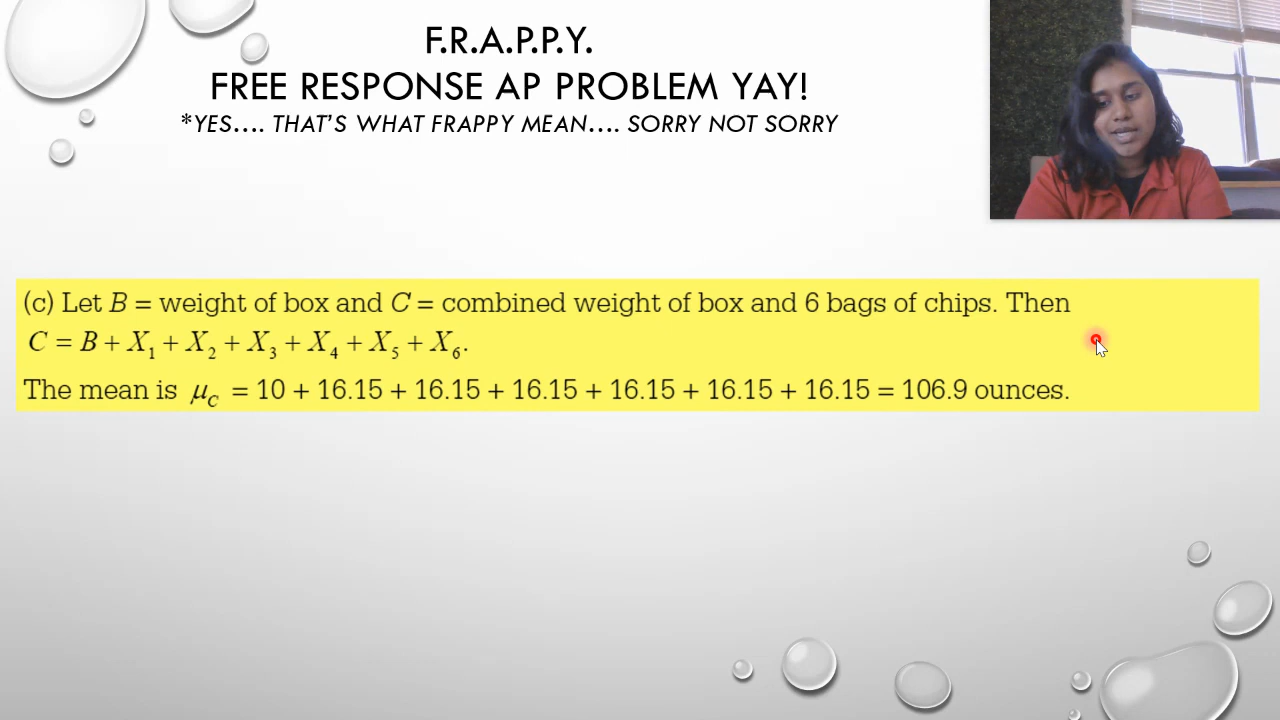 F.R.A.P.P.Y.
FREE RESPONSE AP PROBLEM YAY!
*YES.... THAT'S WHAT FRAPPY MEAN.... SORRY NOT SORRY
(c) Let B = weight of box and C = combined weight of box and 6 bags of chips. Then
C = B + X₁ + X₂ + X₃ + X₄ + X₅ + X₆.
The mean is μ_C = 10 + 16.15 + 16.15 + 16.15 + 16.15 + 16.15 + 16.15 = 106.9 ounces.